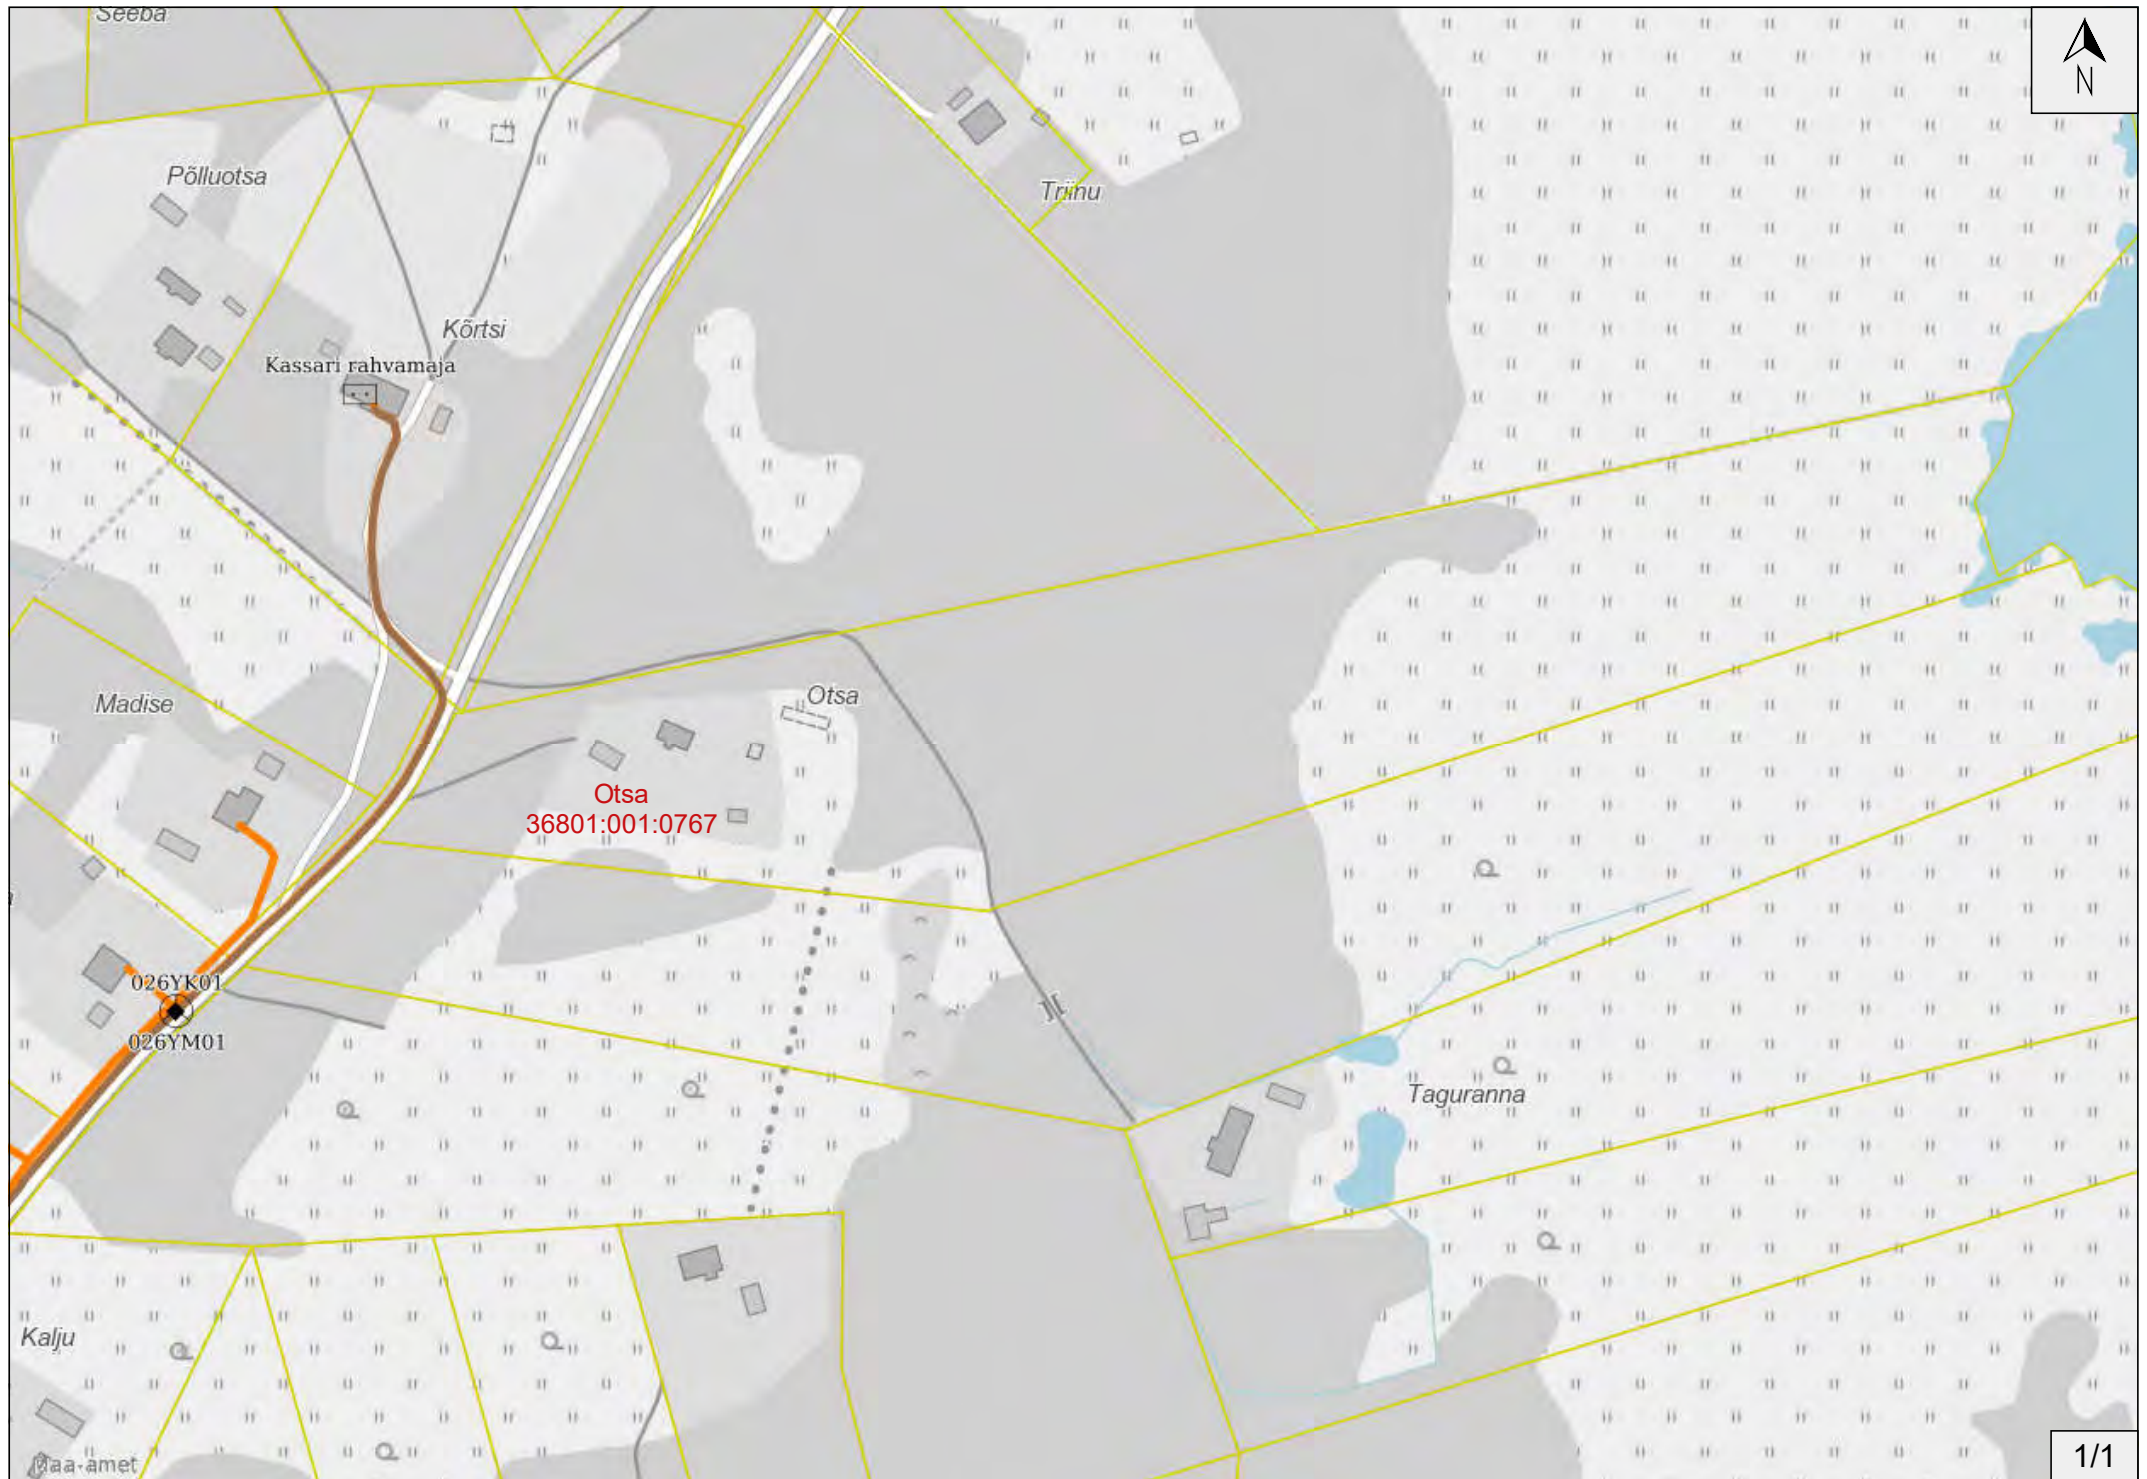 Seeba
N
Põlluotsa
Triinu
Kõrtsi
Kassari rahvamaja
Madise
Otsa
Otsa
36801:001:0767
026YK01
026YM01
Taguranna
Kalju
Maa-amet
1/1